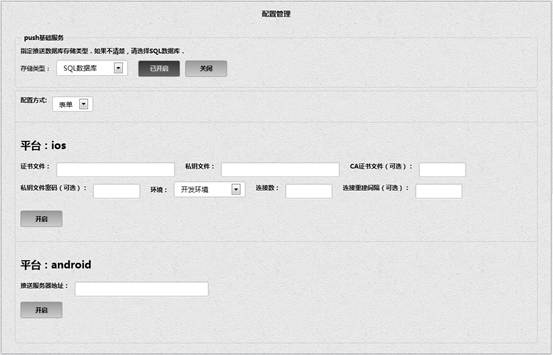 配置管理
push基础服务
指定推送数据库存储类型．如果不清楚，请选择SQL数据库．
存储类型： SQL数据库 已开启 关闭
配置方式: 表单
平台：ios
证书文件： 私钥文件： CA证书文件（可选）：
私钥文件密码（可选）： 环境： 开发环境 连接数： 连接重建间隔（可选）：
开启
平台：android
推送服务器地址：
开启